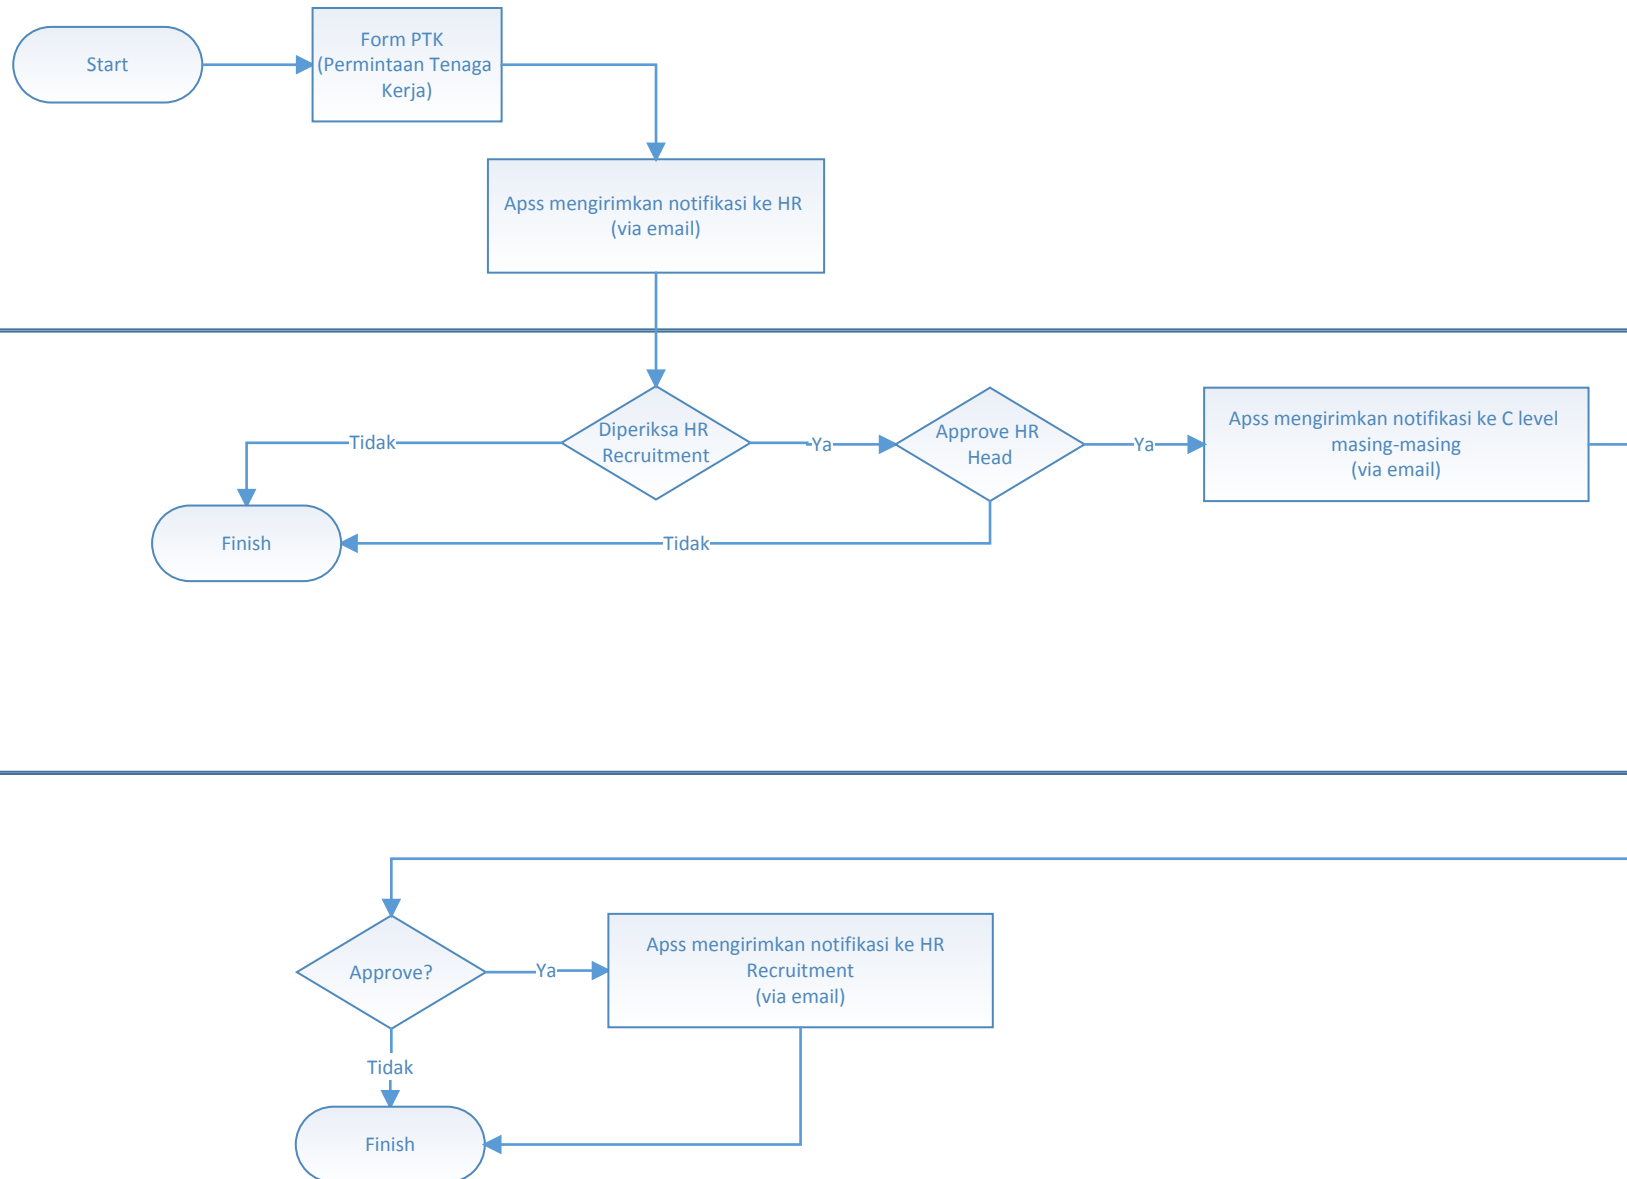 Start
Form PTK
(Permintaan Tenaga
Kerja)
Apss mengirimkan notifikasi ke HR
(via email)
Tidak
Diperiksa HR
Recruitment
Ya
Approve HR
Head
Ya
Apss mengirimkan notifikasi ke C level
masing-masing
(via email)
Finish
Tidak
Approve?
Ya
Apss mengirimkan notifikasi ke HR
Recruitment
(via email)
Tidak
Finish